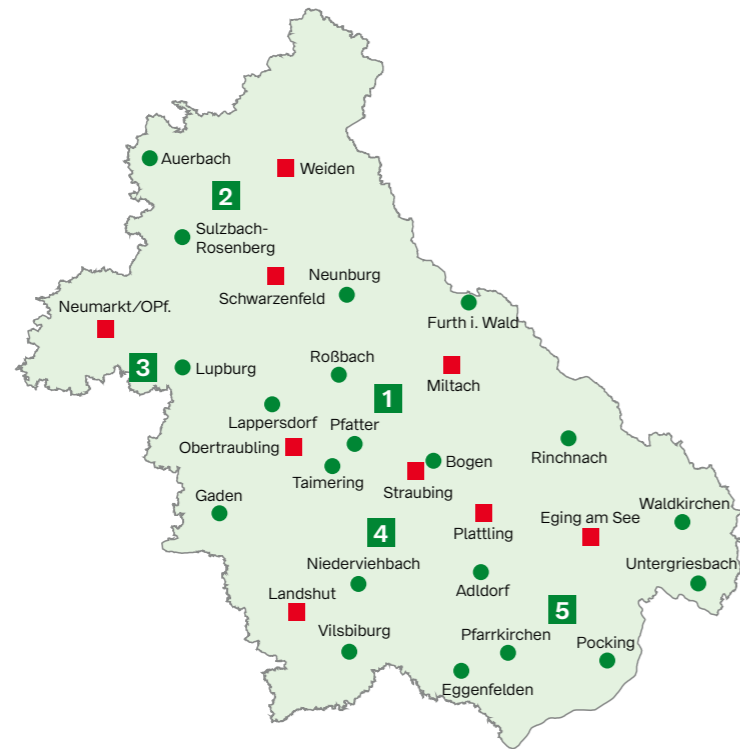 Auerbach
Weiden
2
Sulzbach-
Rosenberg
Neunburg
Schwarzenfeld
Neumarkt/OPf.
Furth i. Wald
3
Lupburg
Roßbach
Miltach
1
Lappersdorf
Pfatter
Obertraubling
Bogen
Rinchnach
Taimering
Straubing
Gaden
Waldkirchen
Plattling
Eging am See
4
Niederviehbach
Untergriesbach
Adldorf
Landshut
5
Vilsbiburg
Pfarrkirchen
Pocking
Eggenfelden